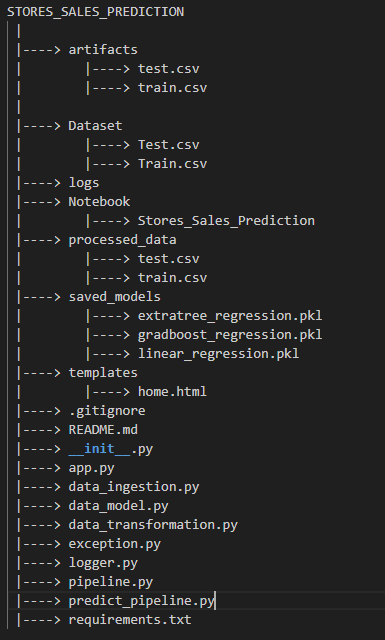 STORES_SALES_PREDICTION
|
|----> artifacts
|        |----> test.csv
|        |----> train.csv
|
|----> Dataset
|        |----> Test.csv
|        |----> Train.csv
|----> logs
|----> Notebook
|        |----> Stores_Sales_Prediction
|----> processed_data
|        |----> test.csv
|        |----> train.csv
|----> saved_models
|        |----> extratree_regression.pkl
|        |----> gradboost_regression.pkl
|        |----> linear_regression.pkl
|----> templates
|        |----> home.html
|----> .gitignore
|----> README.md
|----> __init__.py
|----> app.py
|----> data_ingestion.py
|----> data_model.py
|----> data_transformation.py
|----> exception.py
|----> logger.py
|----> pipeline.py
|----> predict_pipeline.py
|----> requirements.txt